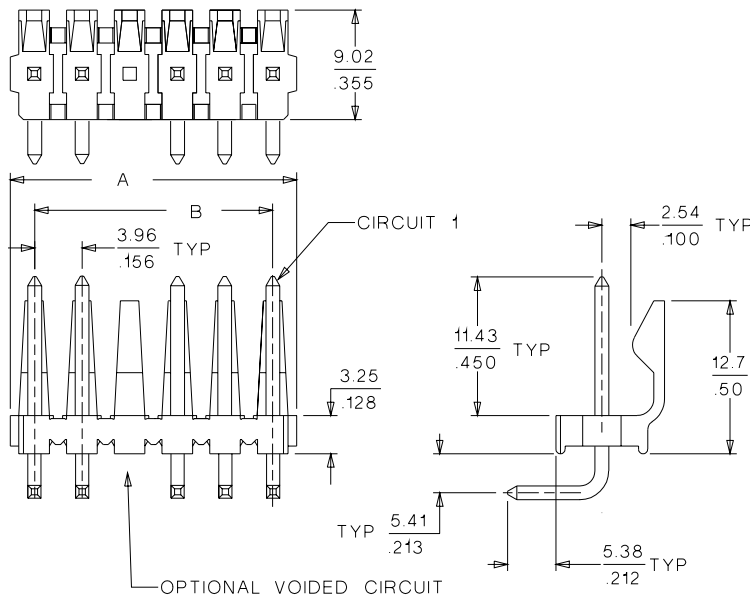 9.02
.355
A
B
CIRCUIT 1
3.96
.156
TYP
2.54
.100
TYP
11.43
.450
TYP
12.7
.50
3.25
.128
TYP
5.41
.213
5.38
.212
TYP
OPTIONAL VOIDED CIRCUIT